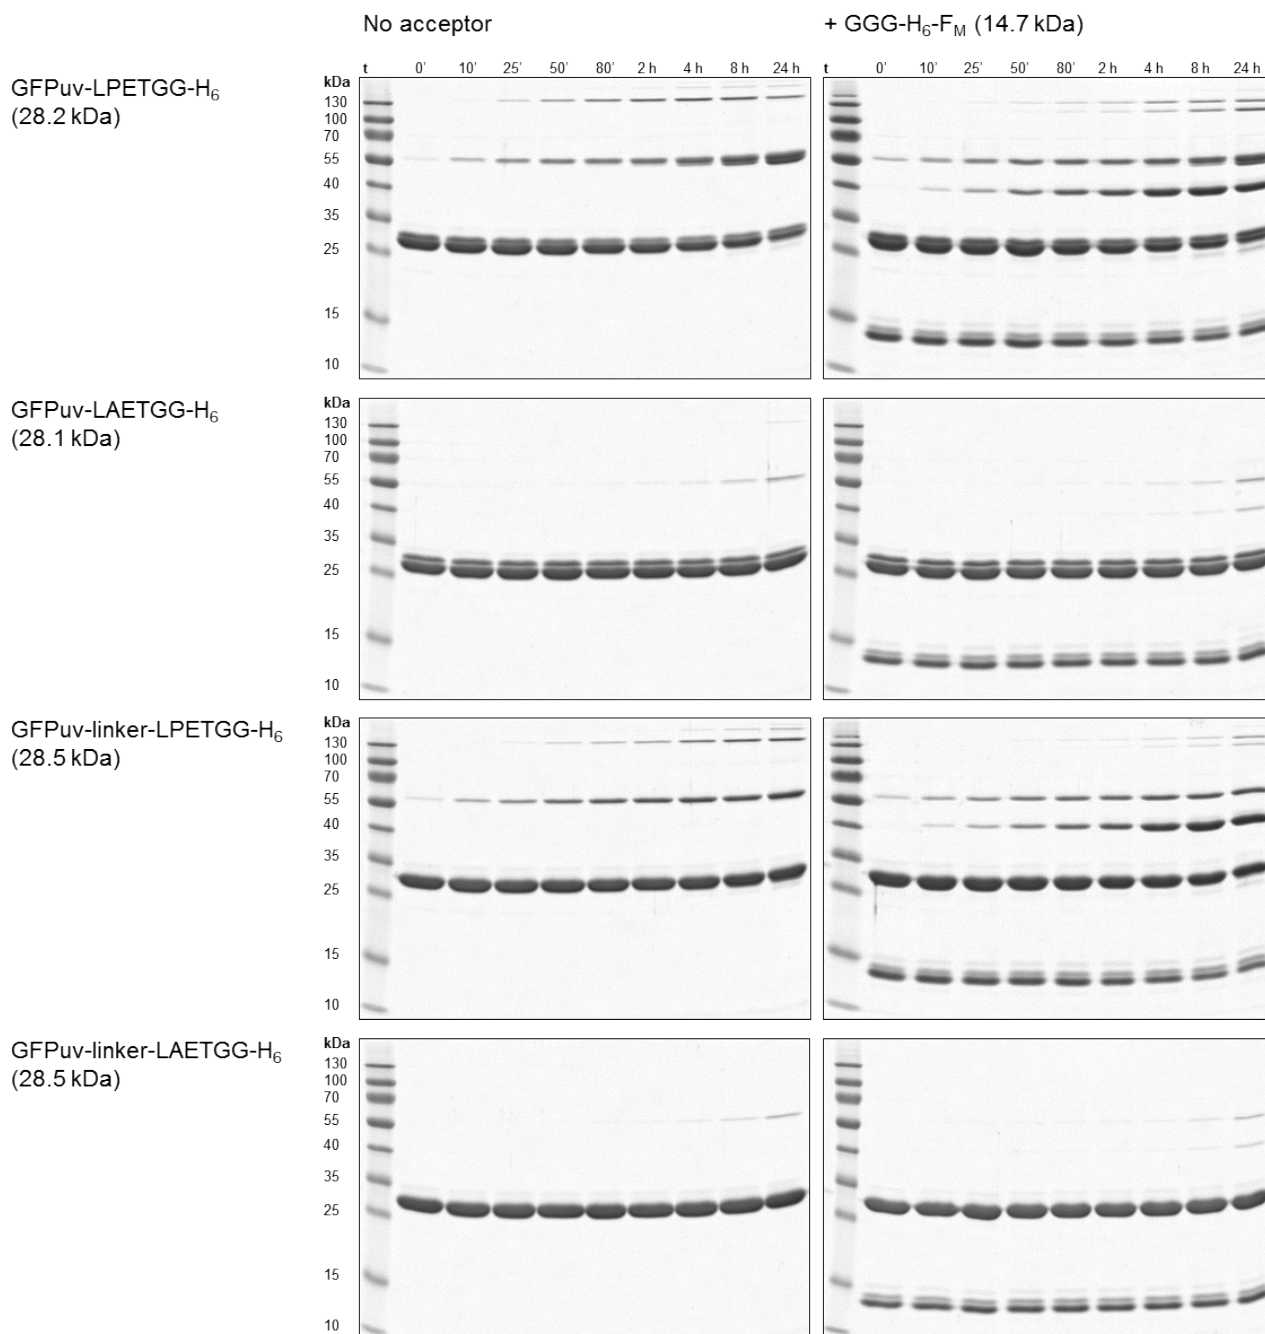 No acceptor
+ GGG-H6-FM (14.7 kDa)
t 0' 10' 25' 50' 80' 2 h 4 h 8 h 24 h
t 0' 10' 25' 50' 80' 2 h 4 h 8 h 24 h
GFPuv-LPETGG-H6
(28.2 kDa)
kDa
130
100
70
55
40
35
25
15
10
GFPuv-LAETGG-H6
(28.1 kDa)
kDa
130
100
70
55
40
35
25
15
10
GFPuv-linker-LPETGG-H6
(28.5 kDa)
kDa
130
100
70
55
40
35
25
15
10
GFPuv-linker-LAETGG-H6
(28.5 kDa)
kDa
130
100
70
55
40
35
25
15
10